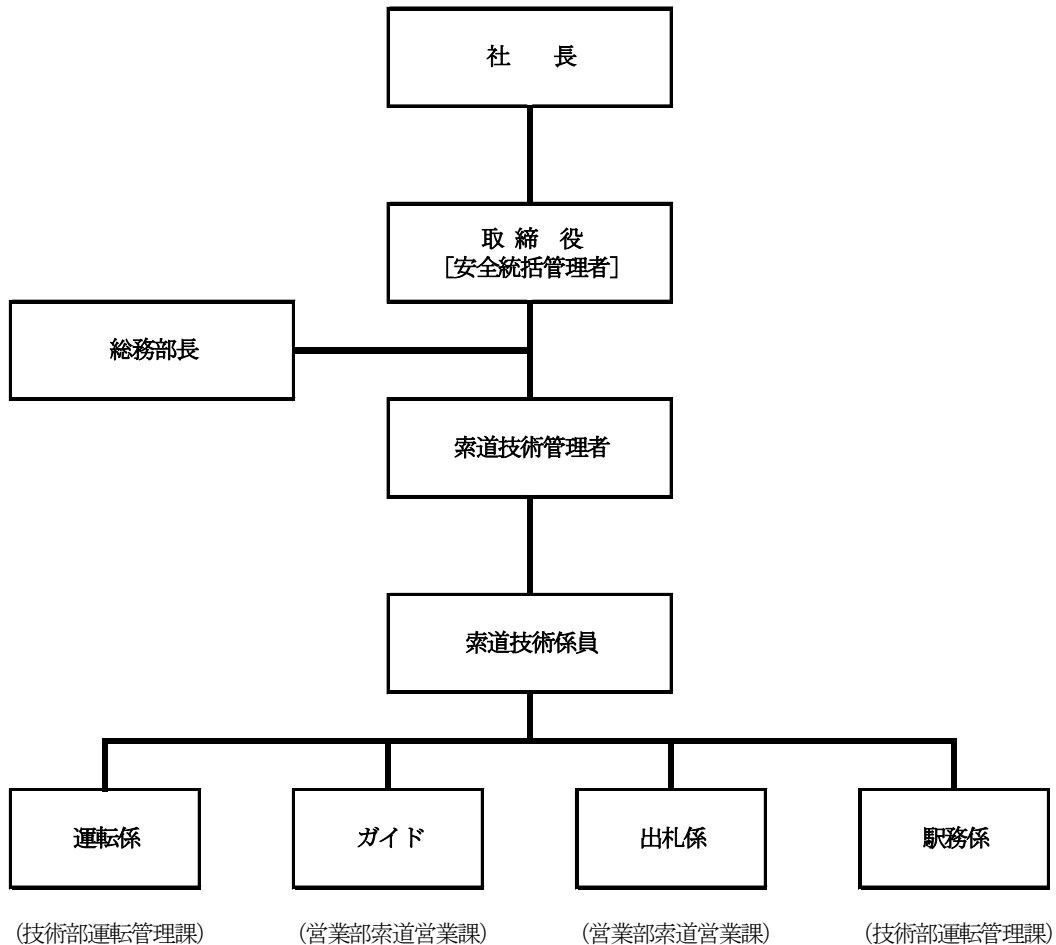 社　長
取 締　役
［安全統括管理者］
総務部長
索道技術管理者
索道技術係員
運転係
ガイド
出札係
駅務係
(技術部運転管理課)
(営業部索道営業課)
(営業部索道営業課)
(技術部運転管理課)